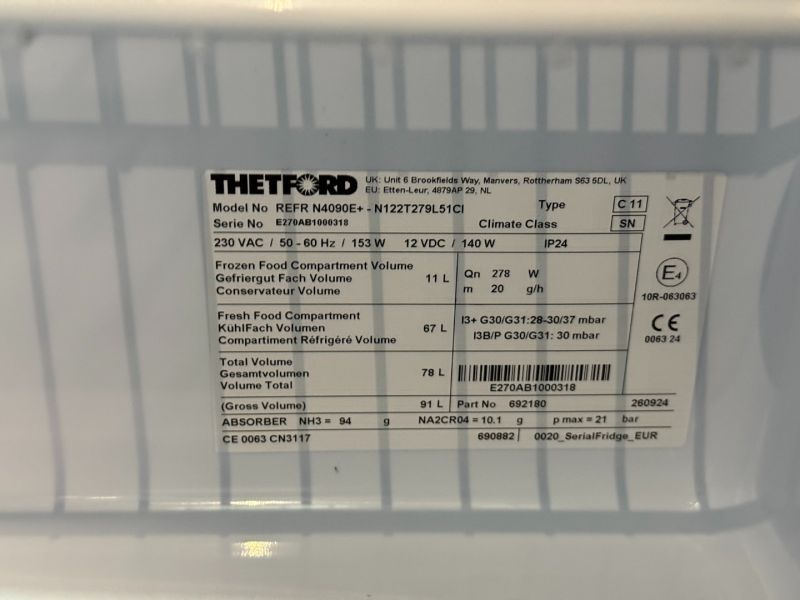 THETFORD UK: Unit 6 Brookfields Way, Manvers, Rottherham S63 5DL, UK
EU: Etten-Leur, 4879AP 29, NL
Model No REFR N4090E+ - N122T279L51CI Type C 11
Serie No E270AB1000318 Climate Class SN
230 VAC / 50 - 60 Hz / 153 W 12 VDC / 140 W IP24
Frozen Food Compartment Volume
Gefriergut Fach Volume 11 L
Conservateur Volume
Qn 278 W
m 20 g/h
E4
10R-063063
Fresh Food Compartment
KühlFach Volumen 67 L
Compartiment Réfrigéré Volume
I3+ G30/G31:28-30/37 mbar
I3B/P G30/G31: 30 mbar
CE
0063 24
Total Volume
Gesamtvolumen 78 L
Volume Total
E270AB1000318
(Gross Volume) 91 L Part No 692180 260924
ABSORBER NH3 = 94 g NA2CR04 = 10.1 g p max = 21 bar
CE 0063 CN3117 690882 0020_SerialFridge_EUR